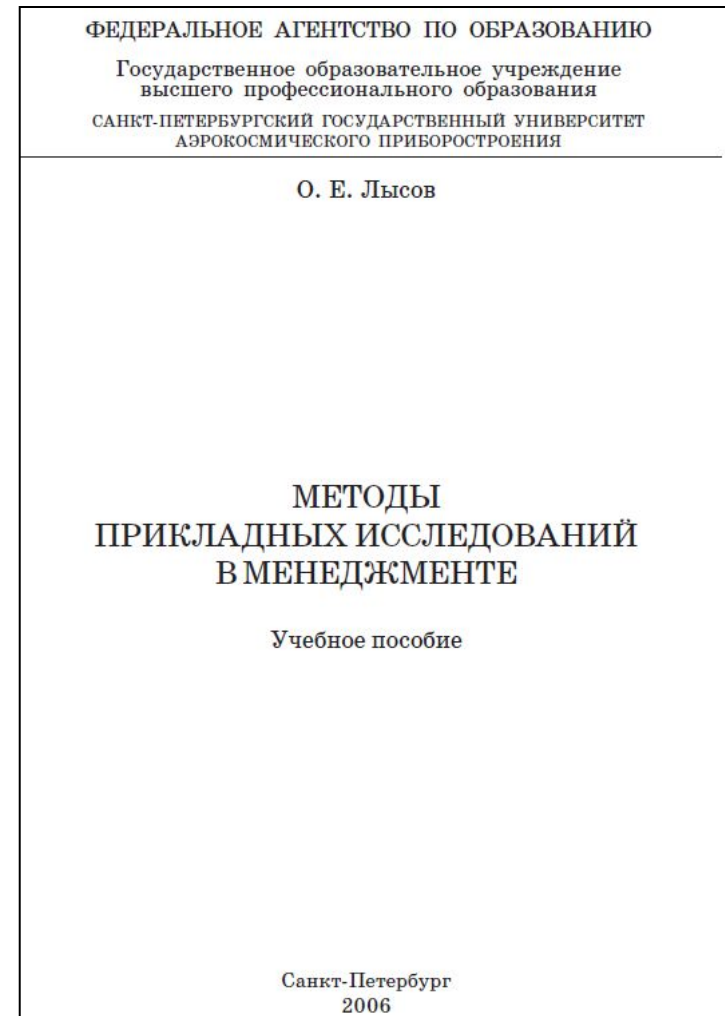 ФЕДЕРАЛЬНОЕ АГЕНТСТВО ПО ОБРАЗОВАНИЮ
Государственное образовательное учреждение
высшего профессионального образования
САНКТ-ПЕТЕРБУРГСКИЙ ГОСУДАРСТВЕННЫЙ УНИВЕРСИТЕТ
АЭРОКОСМИЧЕСКОГО ПРИБОРОСТРОЕНИЯ
О. Е. Лысов
МЕТОДЫ
ПРИКЛАДНЫХ ИССЛЕДОВАНИЙ
В МЕНЕДЖМЕНТЕ
Учебное пособие
Санкт-Петербург
2006